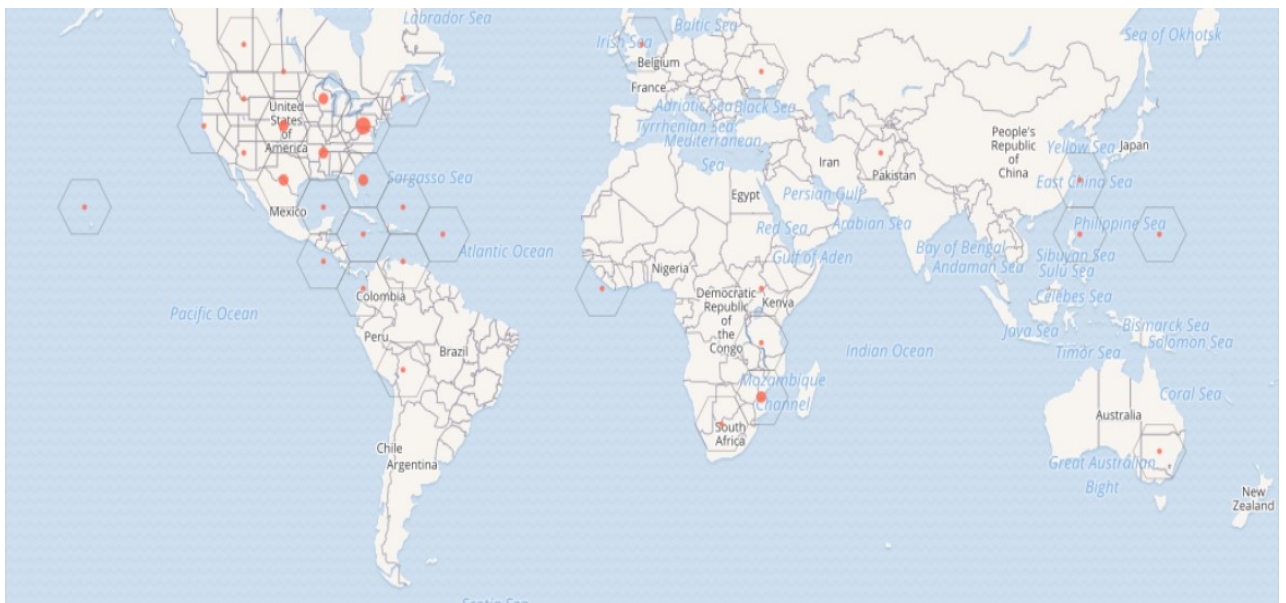 Labrador Sea
Baltic Sea
Sea of Okhotsk
Irish Sea
Belgium
France
United
States
of
America
Adriatic Sea
Black Sea
Tyrrhenian Sea
Mediterranean
Sea
People's
Republic
of
China
Yellow Sea
Japan
Iran
Pakistan
East China Sea
Sargasso Sea
Mexico
Egypt
Persian Gulf
Red Sea
Arabian Sea
Philippine Sea
Atlantic Ocean
Gulf of Aden
Bay of Bengal
Andaman Sea
Sibuyan Sea
Sulu Sea
Nigeria
Colombia
Democratic
Republic
of
the
Congo
Kenya
Celebes Sea
Pacific Ocean
Peru
Brazil
Indian Ocean
Jaya Sea
Bismarck Sea
Solomon Sea
Timor Sea
Mozambique
Channel
Coral Sea
Australia
South
Africa
Chile
Argentina
Great Australian
Bight
New
Zealand